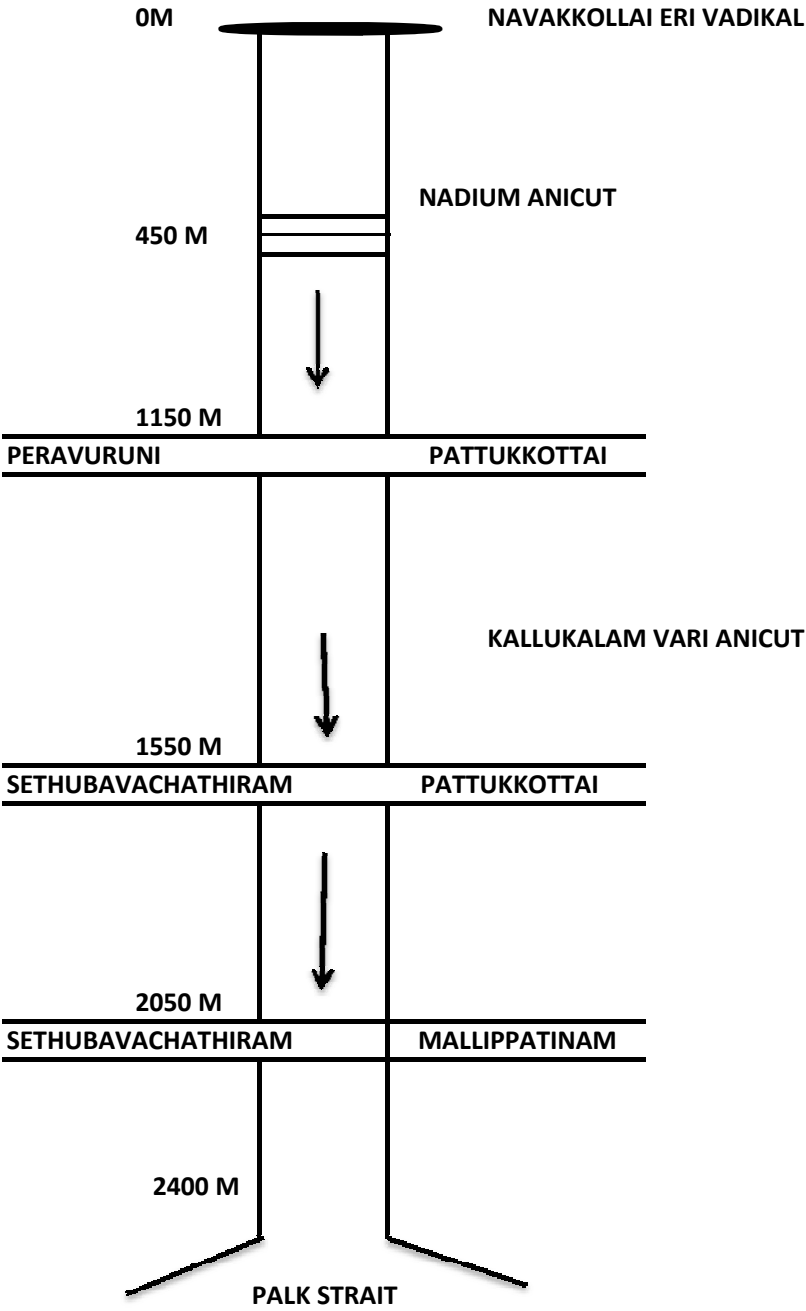 0M NAVAKKOLLAI ERI VADIKAL
NADIUM ANICUT
450 M
1150 M
PERAVURUNI PATTUKKOTTAI
KALLUKALAM VARI ANICUT
1550 M
SETHUBAVACHATHIRAM PATTUKKOTTAI
2050 M
SETHUBAVACHATHIRAM MALLIPPATINAM
2400 M
PALK STRAIT